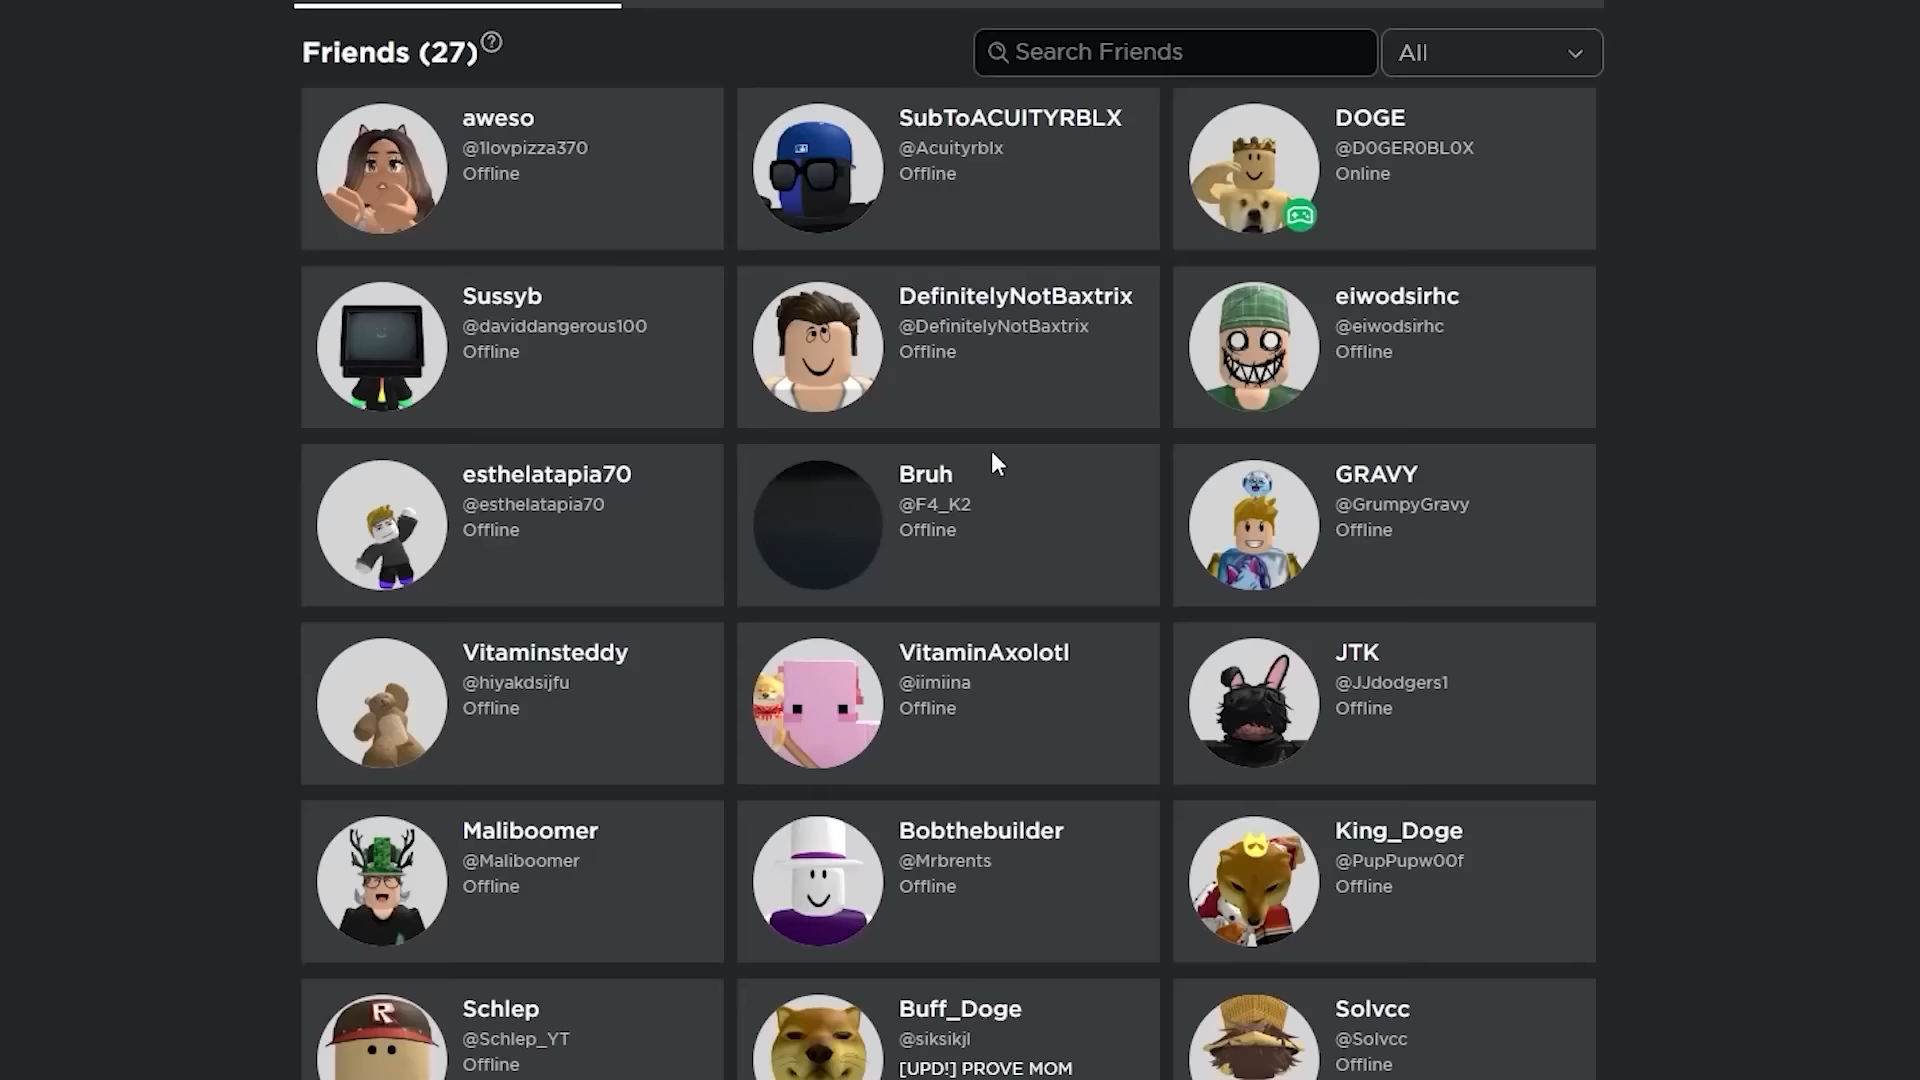 Friends (27)
Search Friends
All
aweso
@1lovpizza370
Offline
SubToACUITYRBLX
@Acuityrblx
Offline
DOGE
@D0GER0BL0X
Online
Sussyb
@daviddangerous100
Offline
DefinitelyNotBaxtrix
@DefinitelyNotBaxtrix
Offline
eiwodsirhc
@eiwodsirhc
Offline
esthelatapia70
@esthelatapia70
Offline
Bruh
@F4_K2
Offline
GRAVY
@GrumpyGravy
Offline
Vitaminsteddy
@hiyakdsijfu
Offline
VitaminAxolotl
@iimiina
Offline
JTK
@JJdodgers1
Offline
Maliboomer
@Maliboomer
Offline
Bobthebuilder
@Mrbrents
Offline
King_Doge
@PupPupw00f
Offline
Schlep
@Schlep_YT
Offline
Buff_Doge
@siksikjl
[UPD!] PROVE MOM
Solvcc
@Solvcc
Offline